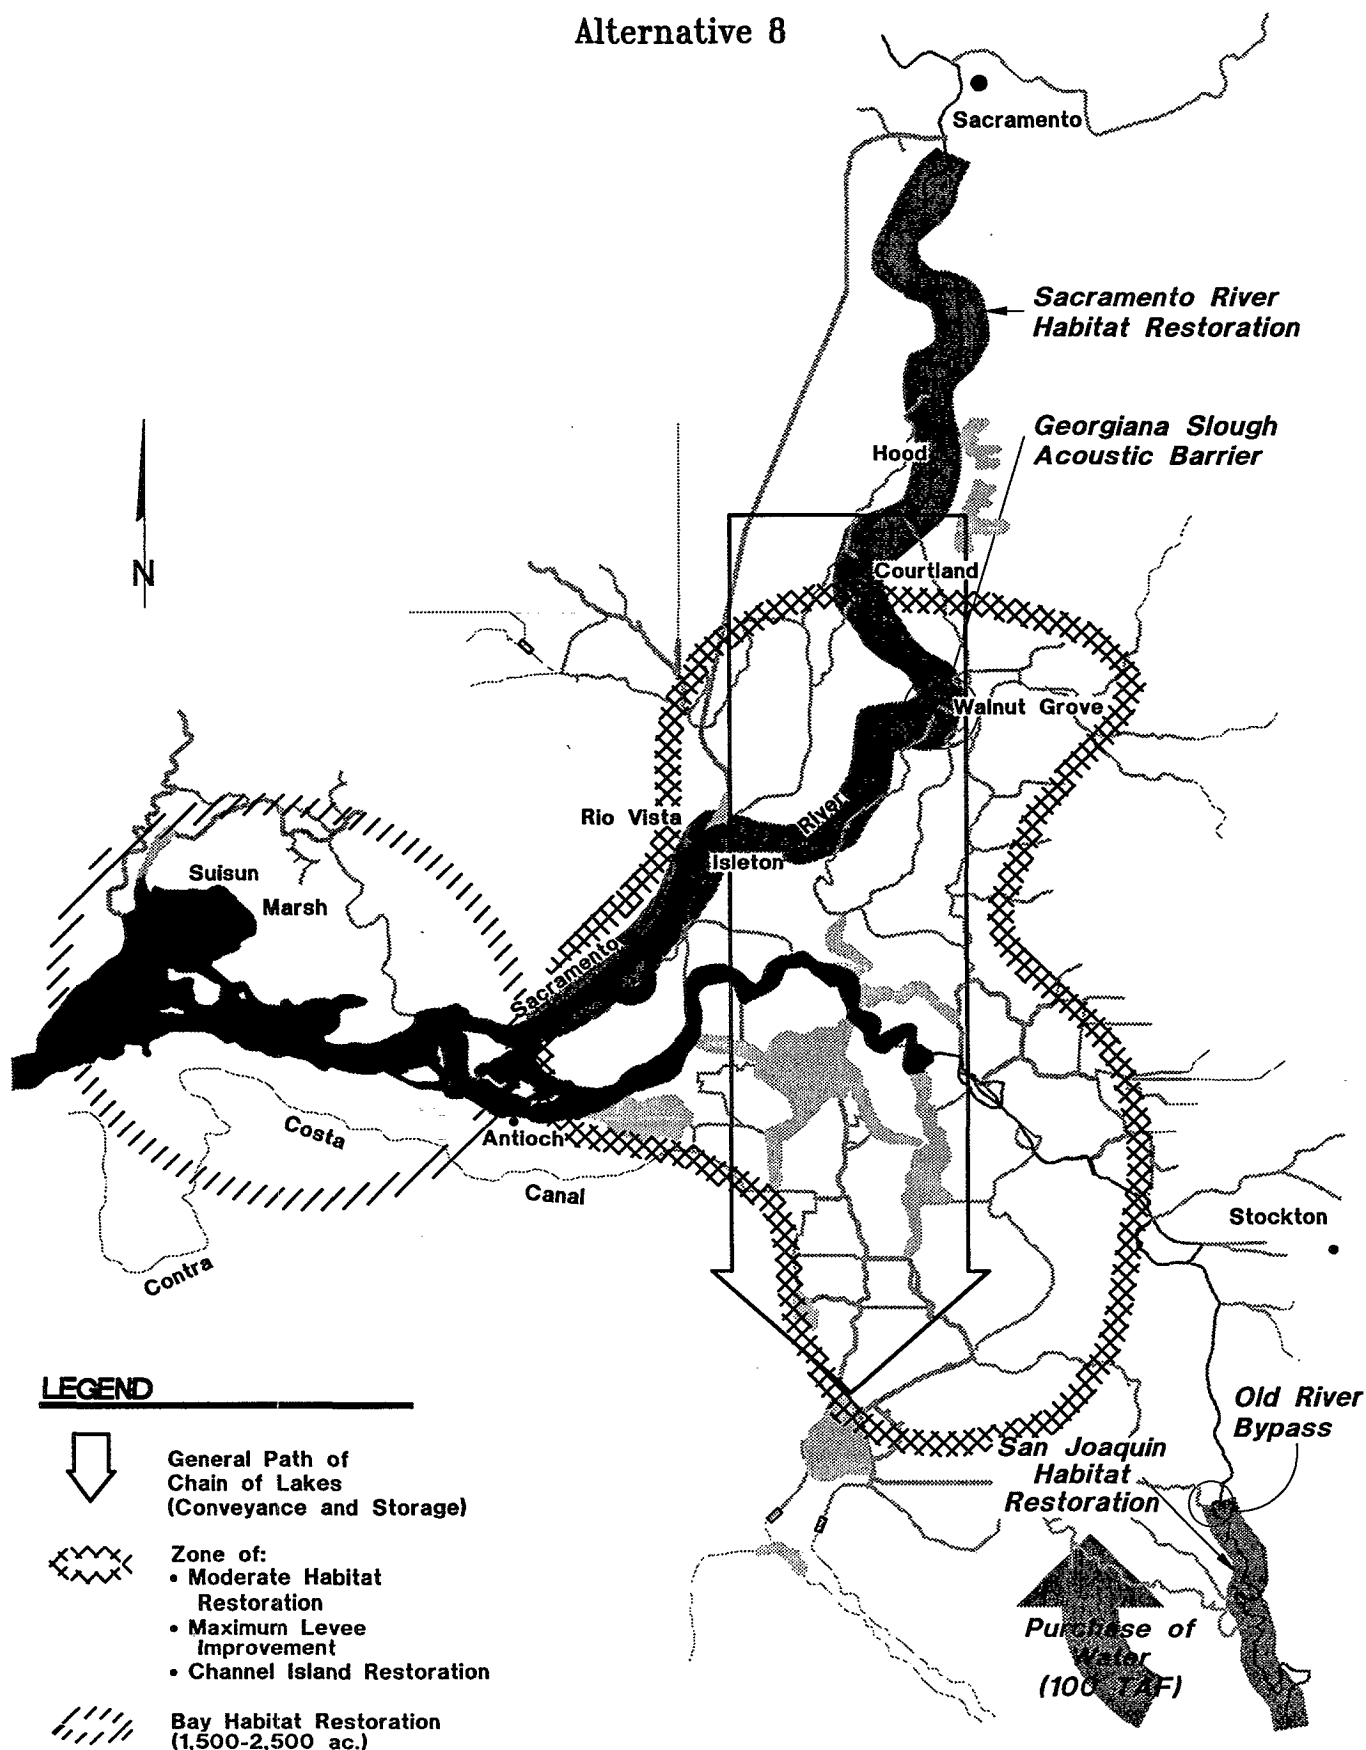 Alternative 8
Sacramento
Sacramento River
Habitat Restoration
Georgiana Slough
Acoustic Barrier
Hood
N
Courtland
Walnut Grove
Rio Vista
River
Isleton
Suisun
Marsh
Sacramento
Costa
Antioch
Canal
Contra
Stockton
Old River
Bypass
San Joaquin
Habitat
Restoration
Purchase of
Water
(100 TAF)
LEGEND
General Path of
Chain of Lakes
(Conveyance and Storage)
Zone of:
• Moderate Habitat
Restoration
• Maximum Levee
Improvement
• Channel Island Restoration
Bay Habitat Restoration
(1,500-2,500 ac.)